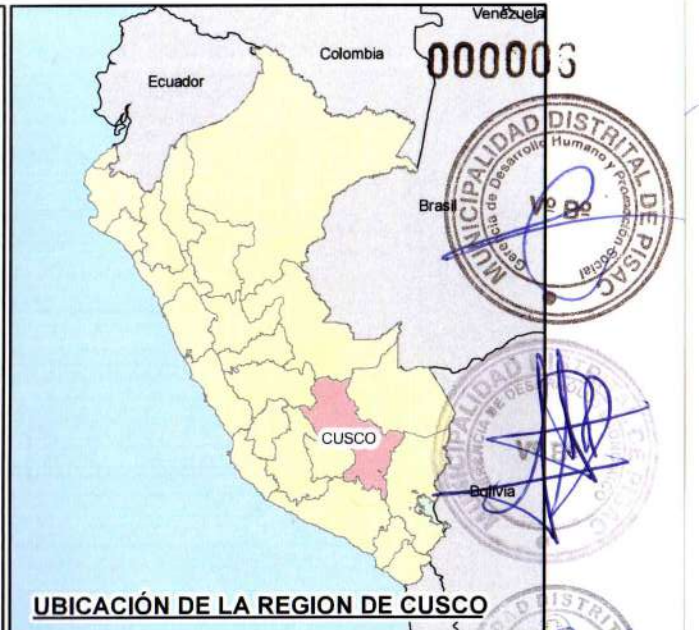 Venezuela
Colombia
000006
Ecuador
MUNICIPALIDAD DISTRITAL DE PISAC
Gerencia de Desarrollo Humano y Promoción Social
Vº Bº
Brasil
CUSCO
Bolivia
UBICACIÓN DE LA REGION DE CUSCO